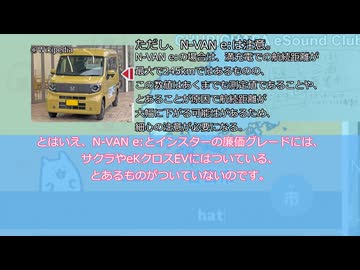 ©Wikipedia
eSound Club
ただし、N-VAN e:は注意。
N-VAN e:の場合は、満充電での航続距離が
最大で245kmではあるものの、
この数値はあくまでも測定値であることや、
とあることが原因で航続距離が
大幅に下がる可能性があるため、
細心の注意が必要になる。
とはいえ、N-VAN e:とインスターの廉価グレードには、
サクラやeKクロスEVにはついている、
とあるものがついていないのです。
hat
市